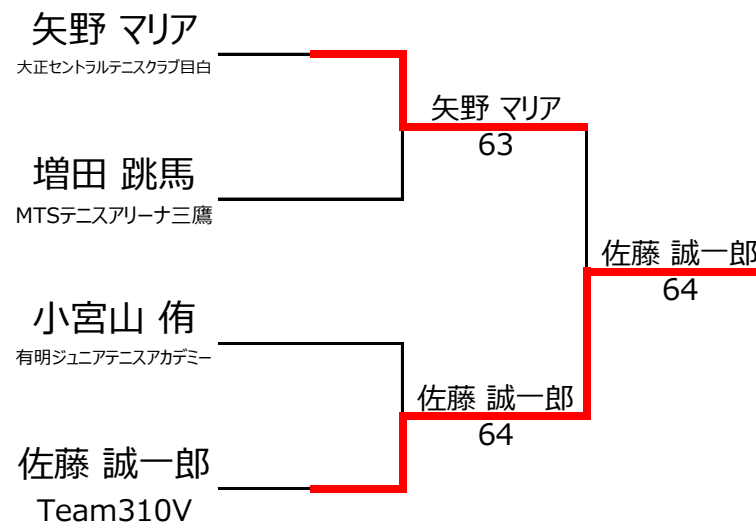 矢野 マリア
大正セントラルテニスクラブ目白
矢野 マリア
63
増田 跳馬
MTSテニスアリーナ三鷹
佐藤 誠一郎
64
小宮山 侑
有明ジュニアテニスアカデミー
佐藤 誠一郎
64
佐藤 誠一郎
Team310V